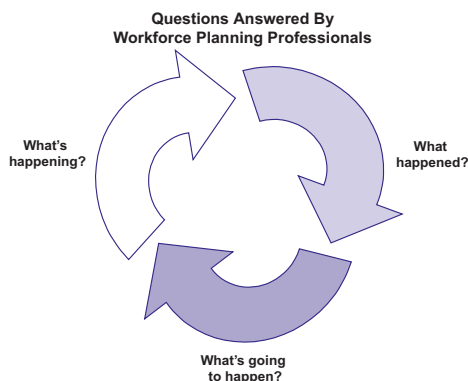 Questions Answered By
Workforce Planning Professionals
What's
happening?
What
happened?
What's going
to happen?